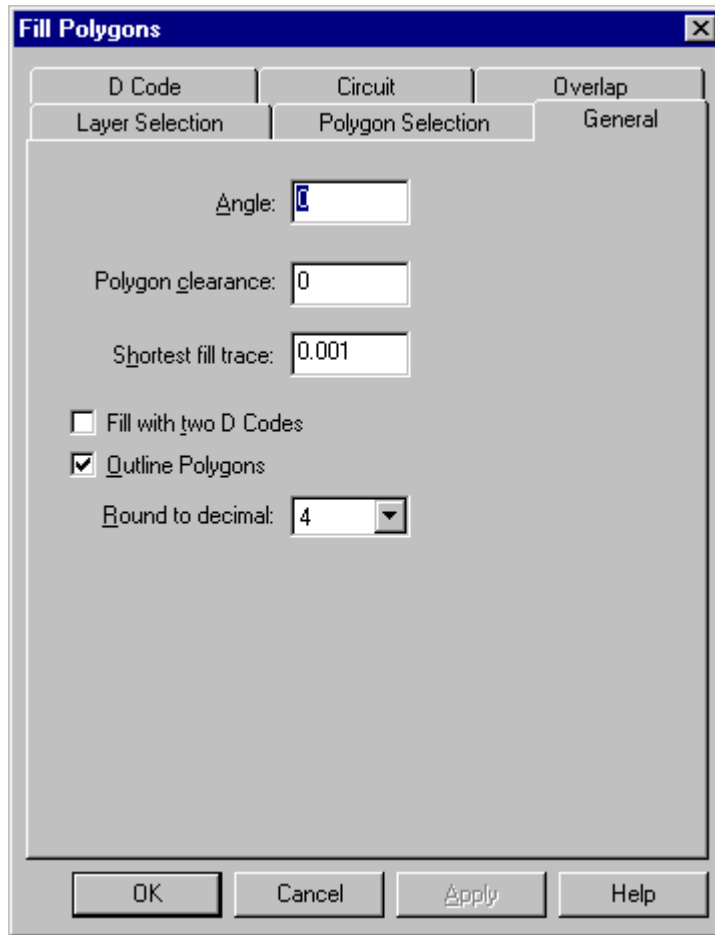 Fill Polygons
D Code Circuit Overlap
Layer Selection Polygon Selection General
Angle: 0
Polygon clearance: 0
Shortest fill trace: 0.001
Fill with two D Codes
Outline Polygons
Round to decimal: 4
OK Cancel Apply Help